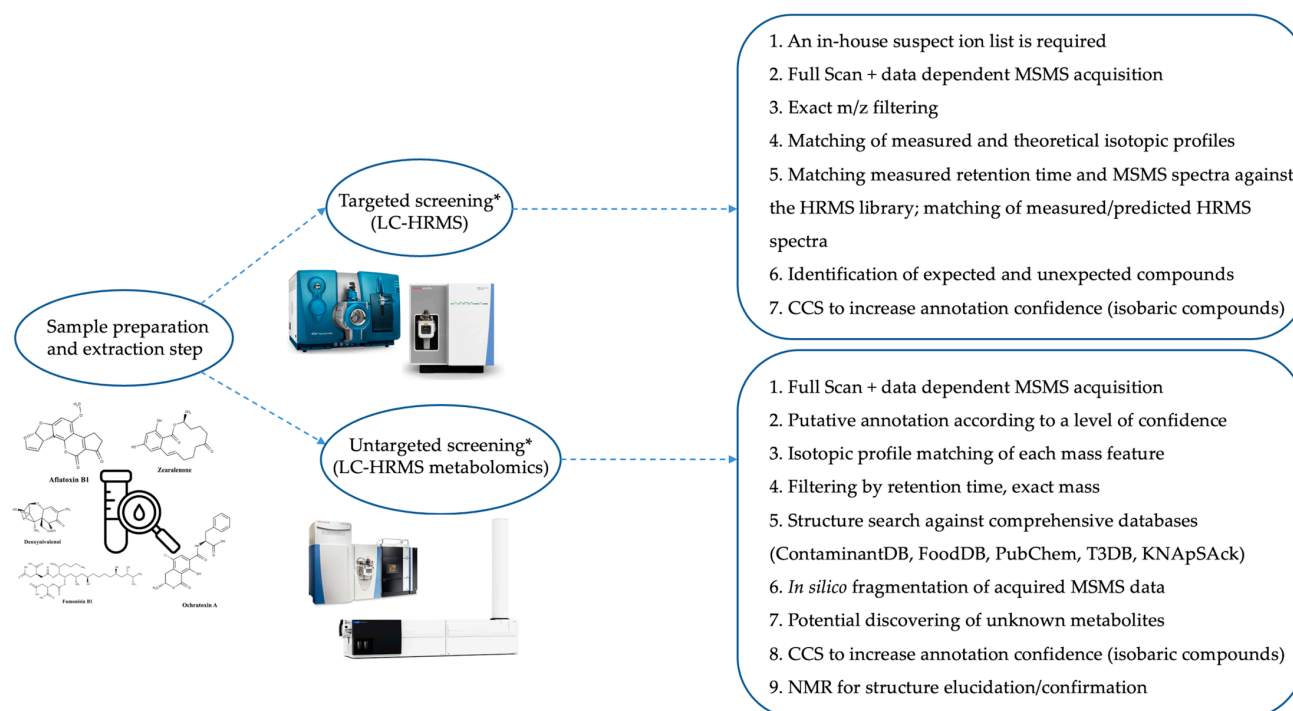 Sample preparation
and extraction step
Aflatoxin B1
Zearalenone
Deoxynivalenol
Fumonisin B1
Ochratoxin A
Targeted screening*
(LC-HRMS)
Untargeted screening*
(LC-HRMS metabolomics)
1. An in-house suspect ion list is required
2. Full Scan + data dependent MSMS acquisition
3. Exact m/z filtering
4. Matching of measured and theoretical isotopic profiles
5. Matching measured retention time and MSMS spectra against
the HRMS library; matching of measured/predicted HRMS
spectra
6. Identification of expected and unexpected compounds
7. CCS to increase annotation confidence (isobaric compounds)
1. Full Scan + data dependent MSMS acquisition
2. Putative annotation according to a level of confidence
3. Isotopic profile matching of each mass feature
4. Filtering by retention time, exact mass
5. Structure search against comprehensive databases
(ContaminantDB, FoodDB, PubChem, T3DB, KNApSAck)
6. In silico fragmentation of acquired MSMS data
7. Potential discovering of unknown metabolites
8. CCS to increase annotation confidence (isobaric compounds)
9. NMR for structure elucidation/confirmation